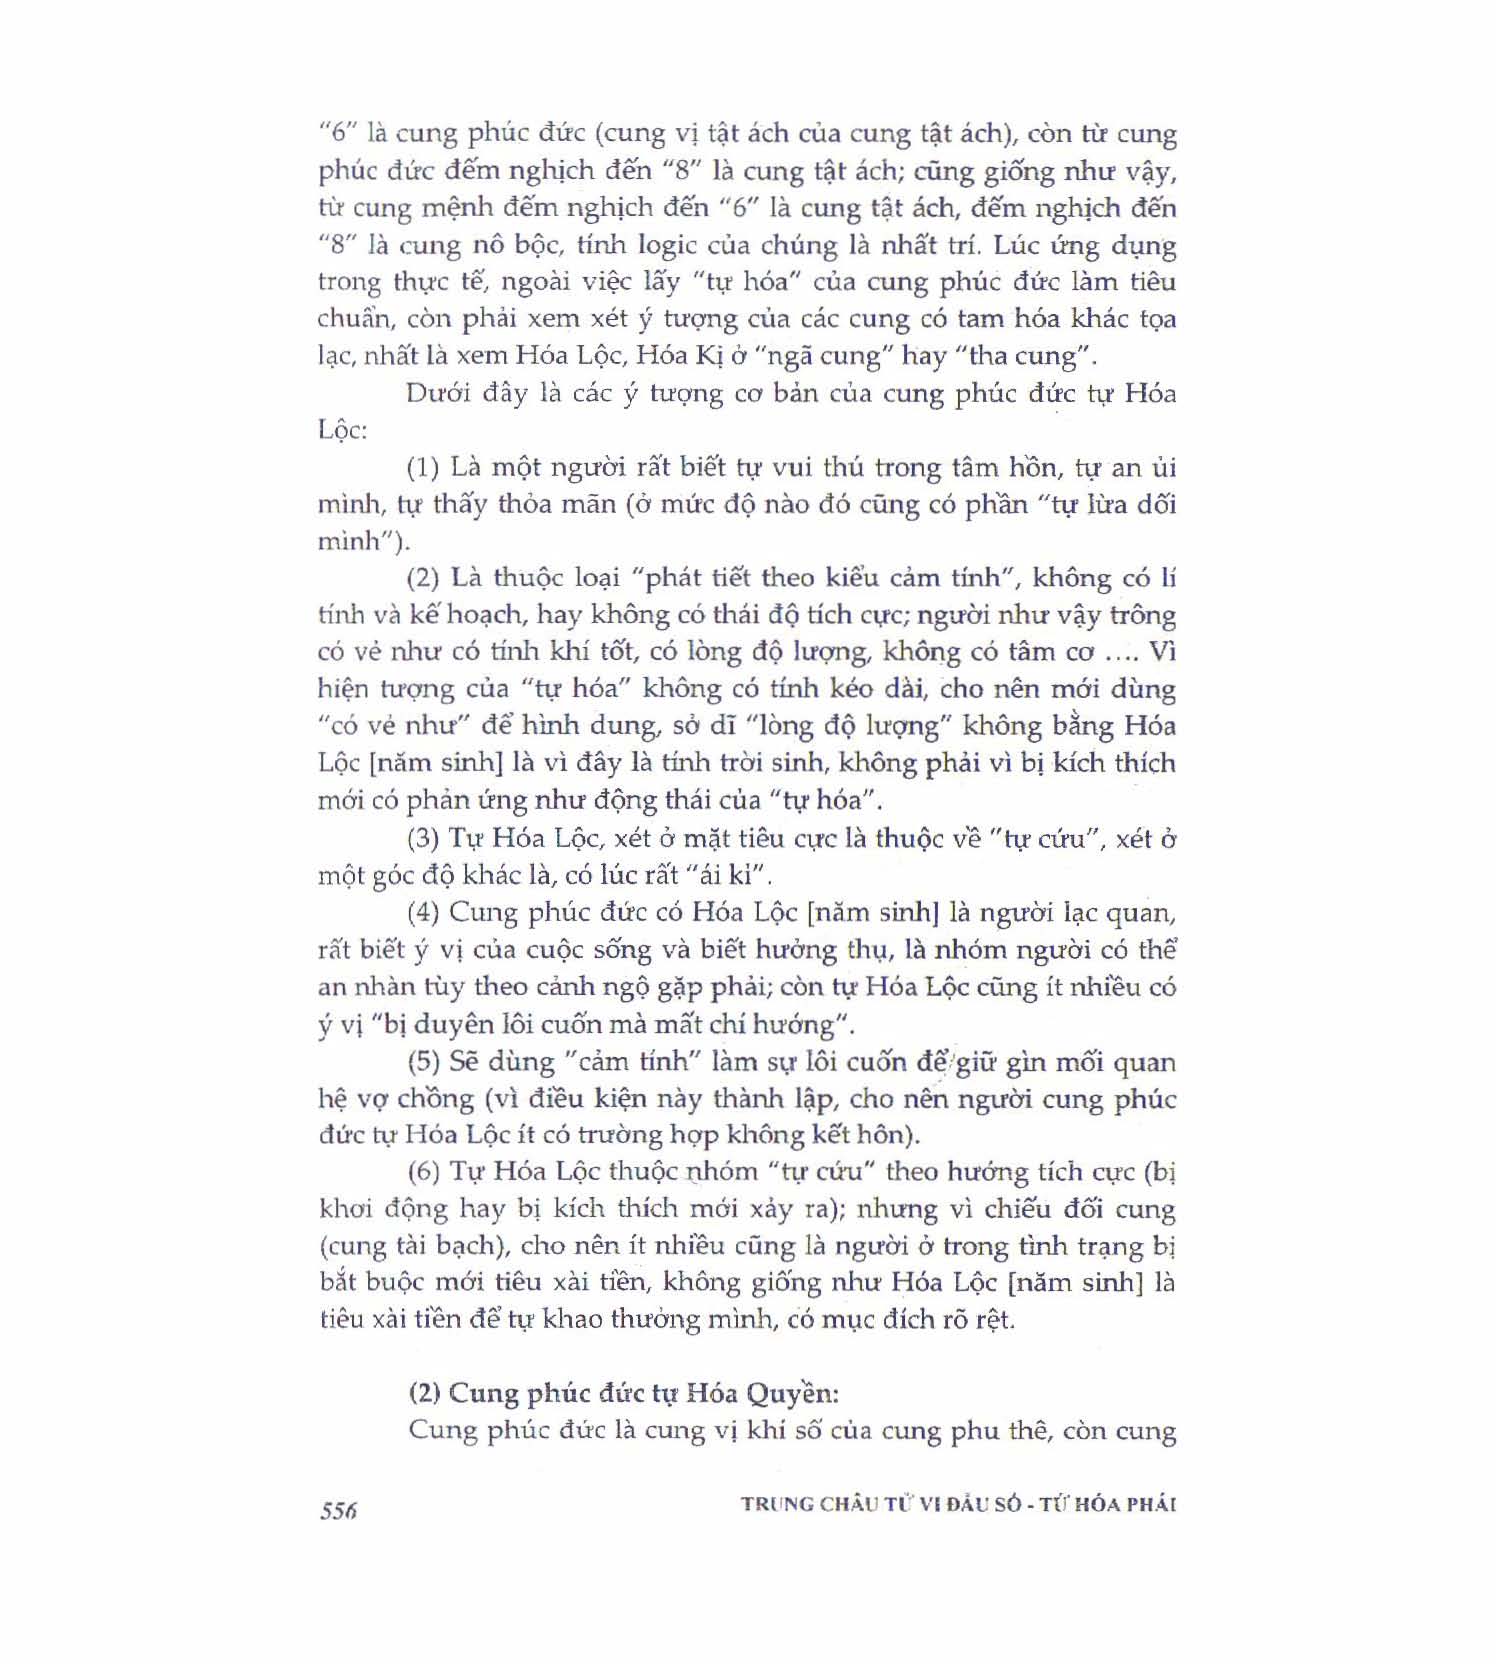 "6" là cung phúc đức (cung vị tật ách của cung tật ách), còn từ cung
phúc đức đếm nghịch đến "8" là cung tật ách; cũng giống như vậy,
từ cung mệnh đếm nghịch đến "6" là cung tật ách, đếm nghịch đến
"8" là cung nô bộc, tính logic của chúng là nhất trí. Lúc ứng dụng
trong thực tế, ngoài việc lấy "tự hóa" của cung phúc đức làm tiêu
chuẩn, còn phải xem xét ý tượng của các cung có tam hóa khác tọa
lạc, nhất là xem Hóa Lộc, Hóa Kị ở "ngã cung" hay "tha cung".
Dưới đây là các ý tượng cơ bản của cung phúc đức tự Hóa
Lộc:
(1) Là một người rất biết tự vui thú trong tâm hồn, tự an ủi
mình, tự thấy thỏa mãn (ở mức độ nào đó cũng có phần "tự lừa dối
mình").
(2) Là thuộc loại "phát tiết theo kiểu cảm tính", không có lí
tính và kế hoạch, hay không có thái độ tích cực; người như vậy trông
có vẻ như có tính khí tốt, có lòng độ lượng, không có tâm cơ .... Vì
hiện tượng của "tự hóa" không có tính kéo dài, cho nên mới dùng
"có vẻ như" để hình dung, sở dĩ "lòng độ lượng" không bằng Hóa
Lộc [năm sinh] là vì đây là tính trời sinh, không phải vì bị kích thích
mới có phản ứng như động thái của "tự hóa".
(3) Tự Hóa Lộc, xét ở mặt tiêu cực là thuộc về "tự cứu", xét ở
một góc độ khác là, có lúc rất "ái kỉ".
(4) Cung phúc đức có Hóa Lộc [năm sinh] là người lạc quan,
rất biết ý vị của cuộc sống và biết hưởng thụ, là nhóm người có thể
an nhàn tùy theo cảnh ngộ gặp phải; còn tự Hóa Lộc cũng ít nhiều có
ý vị "bị duyên lôi cuốn mà mất chí hướng".
(5) Sẽ dùng "cảm tính" làm sự lôi cuốn để giữ gìn mối quan
hệ vợ chồng (vì điều kiện này thành lập, cho nên người cung phúc
đức tự Hóa Lộc ít có trường hợp không kết hôn).
(6) Tự Hóa Lộc thuộc nhóm "tự cứu" theo hướng tích cực (bị
khơi động hay bị kích thích mới xảy ra); nhưng vì chiếu đối cung
(cung tài bạch), cho nên ít nhiều cũng là người ở trong tình trạng bị
bắt buộc mới tiêu xài tiền, không giống như Hóa Lộc [năm sinh] là
tiêu xài tiền để tự khao thưởng mình, có mục đích rõ rệt.
(2) Cung phúc đức tự Hóa Quyền:
Cung phúc đức là cung vị khí số của cung phu thê, còn cung
556 TRUNG CHÂU TỬ VI ĐẨU SỐ - TỨ HÓA PHÁI